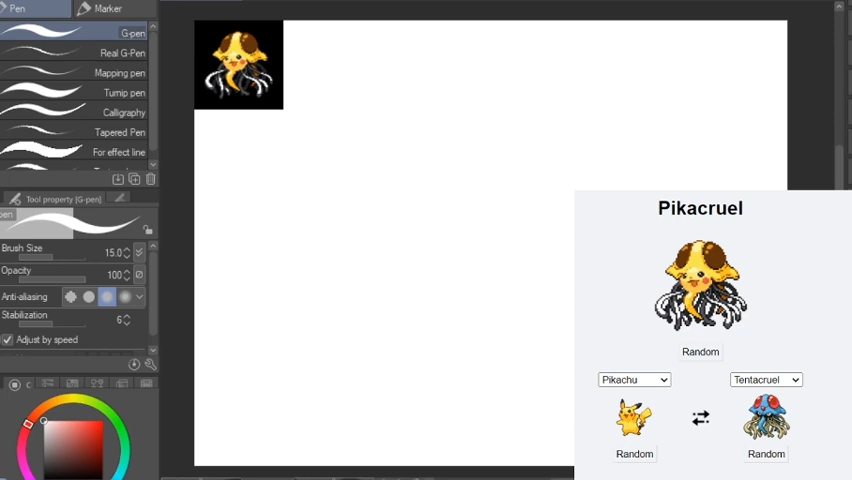 Pen
Marker
G-pen
Real G-Pen
Mapping pen
Turnip pen
Calligraphy
Tapered Pen
For effect line
Tool property [G-pen]
pen
Brush Size 15.0
Opacity 100
Anti-aliasing
Stabilization 6
Adjust by speed
Pikacruel
Random
Pikachu
Tentacruel
Random
Random